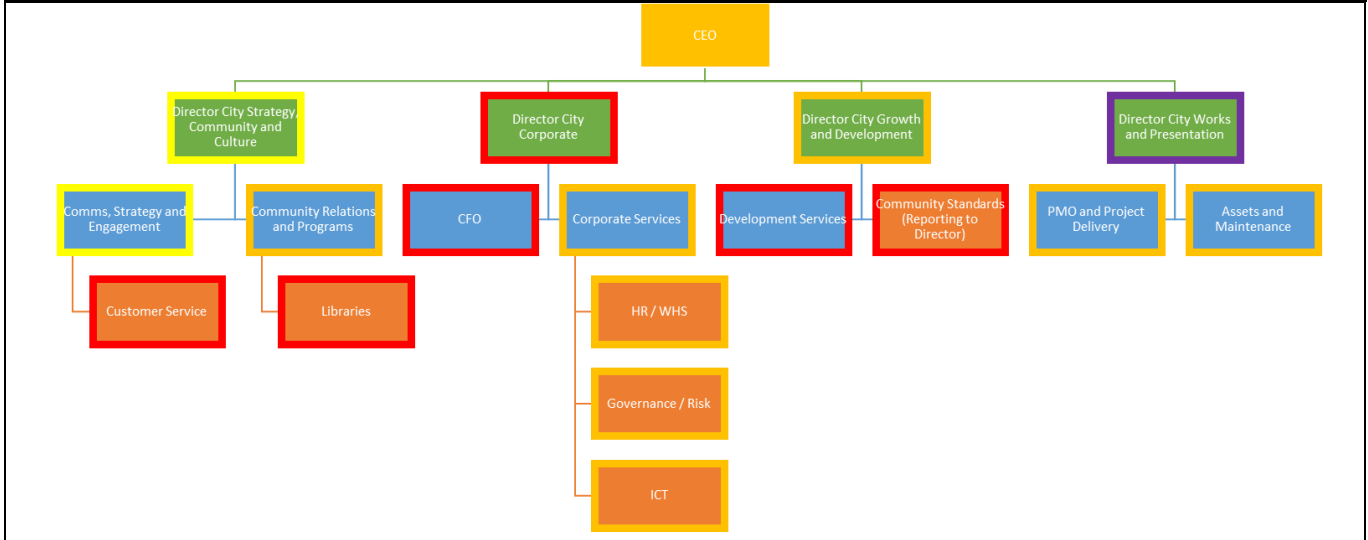 CEO
Director City Strategy,
Community and
Culture
Director City
Corporate
Director City Growth
and Development
Director City Works
and Presentation
Comms, Strategy and
Engagement
Community Relations
and Programs
CFO
Corporate Services
Development Services
Community Standards
(Reporting to
Director)
PMO and Project
Delivery
Assets and
Maintenance
Customer Service
Libraries
HR / WHS
Governance / Risk
ICT